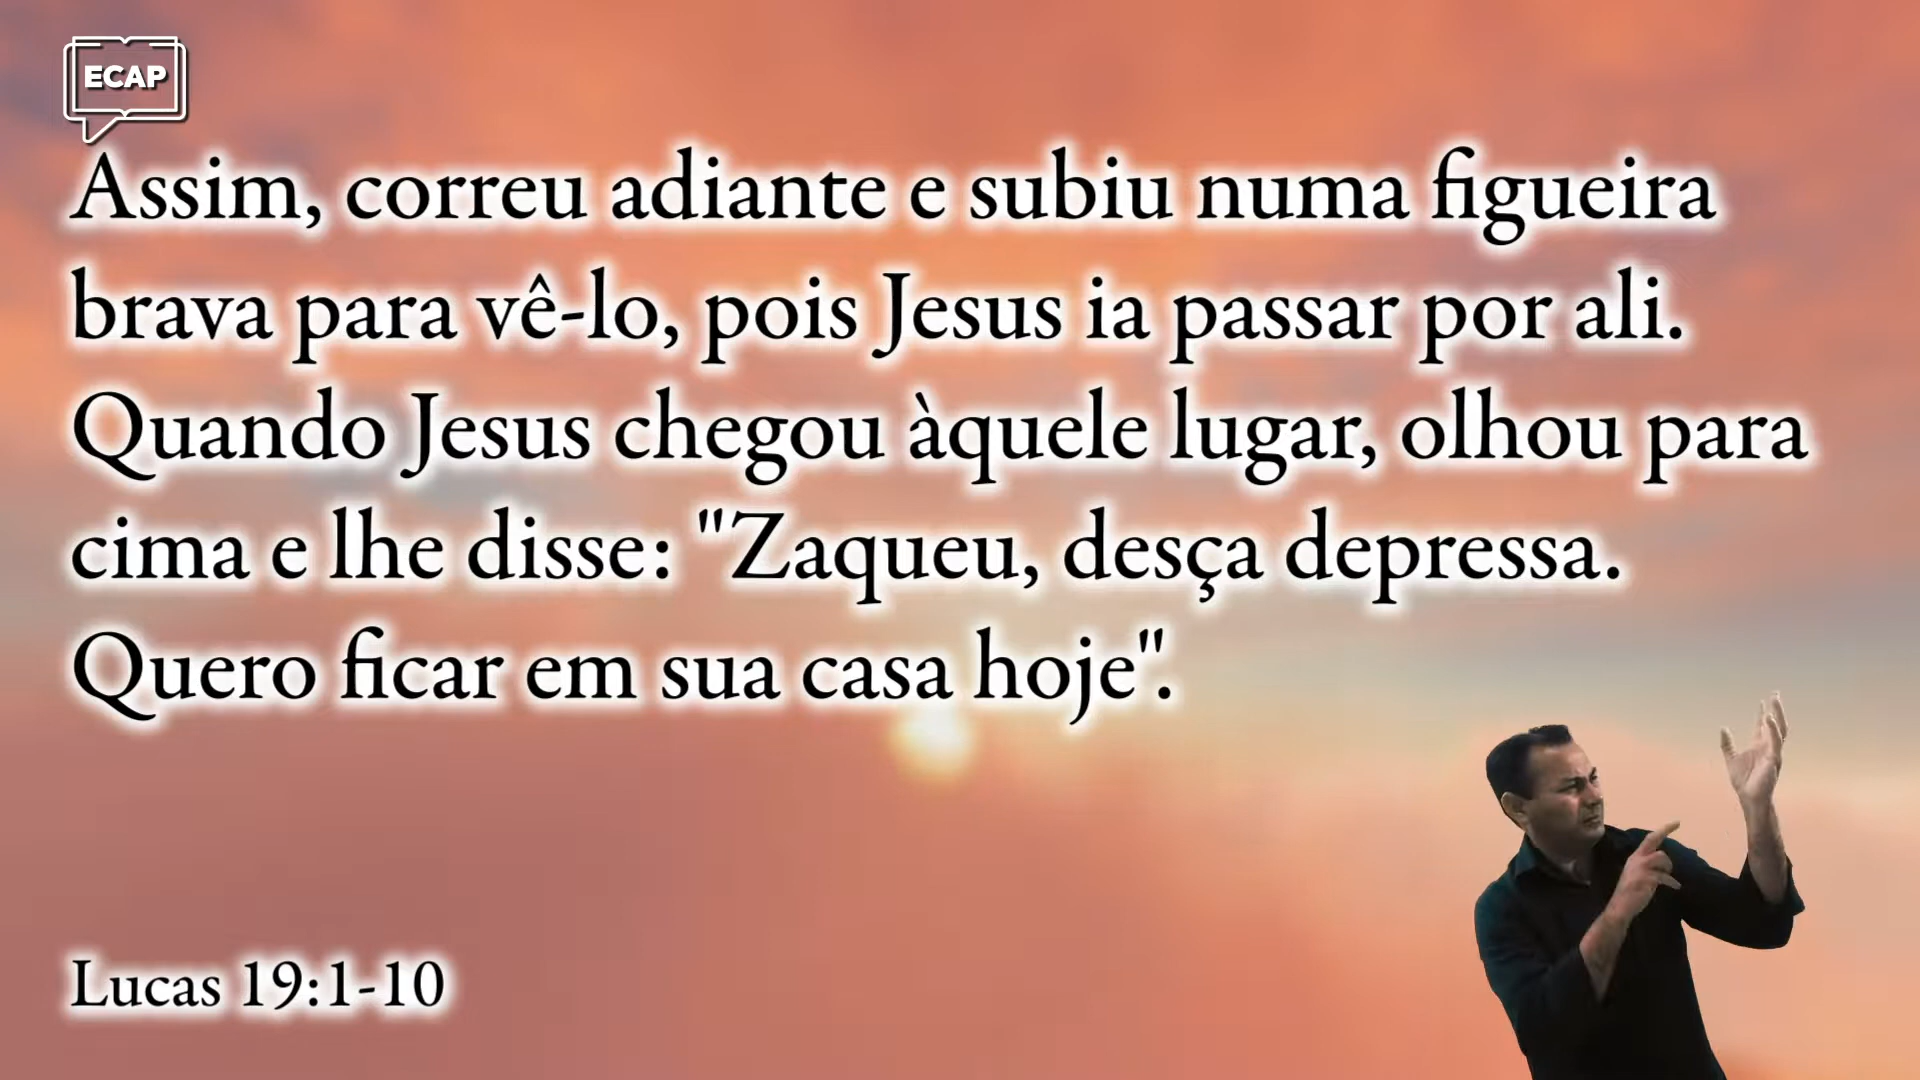 ECAP
Assim, correu adiante e subiu numa figueira
brava para vê-lo, pois Jesus ia passar por ali.
Quando Jesus chegou àquele lugar, olhou para
cima e lhe disse: "Zaqueu, desça depressa.
Quero ficar em sua casa hoje".
Lucas 19:1-10